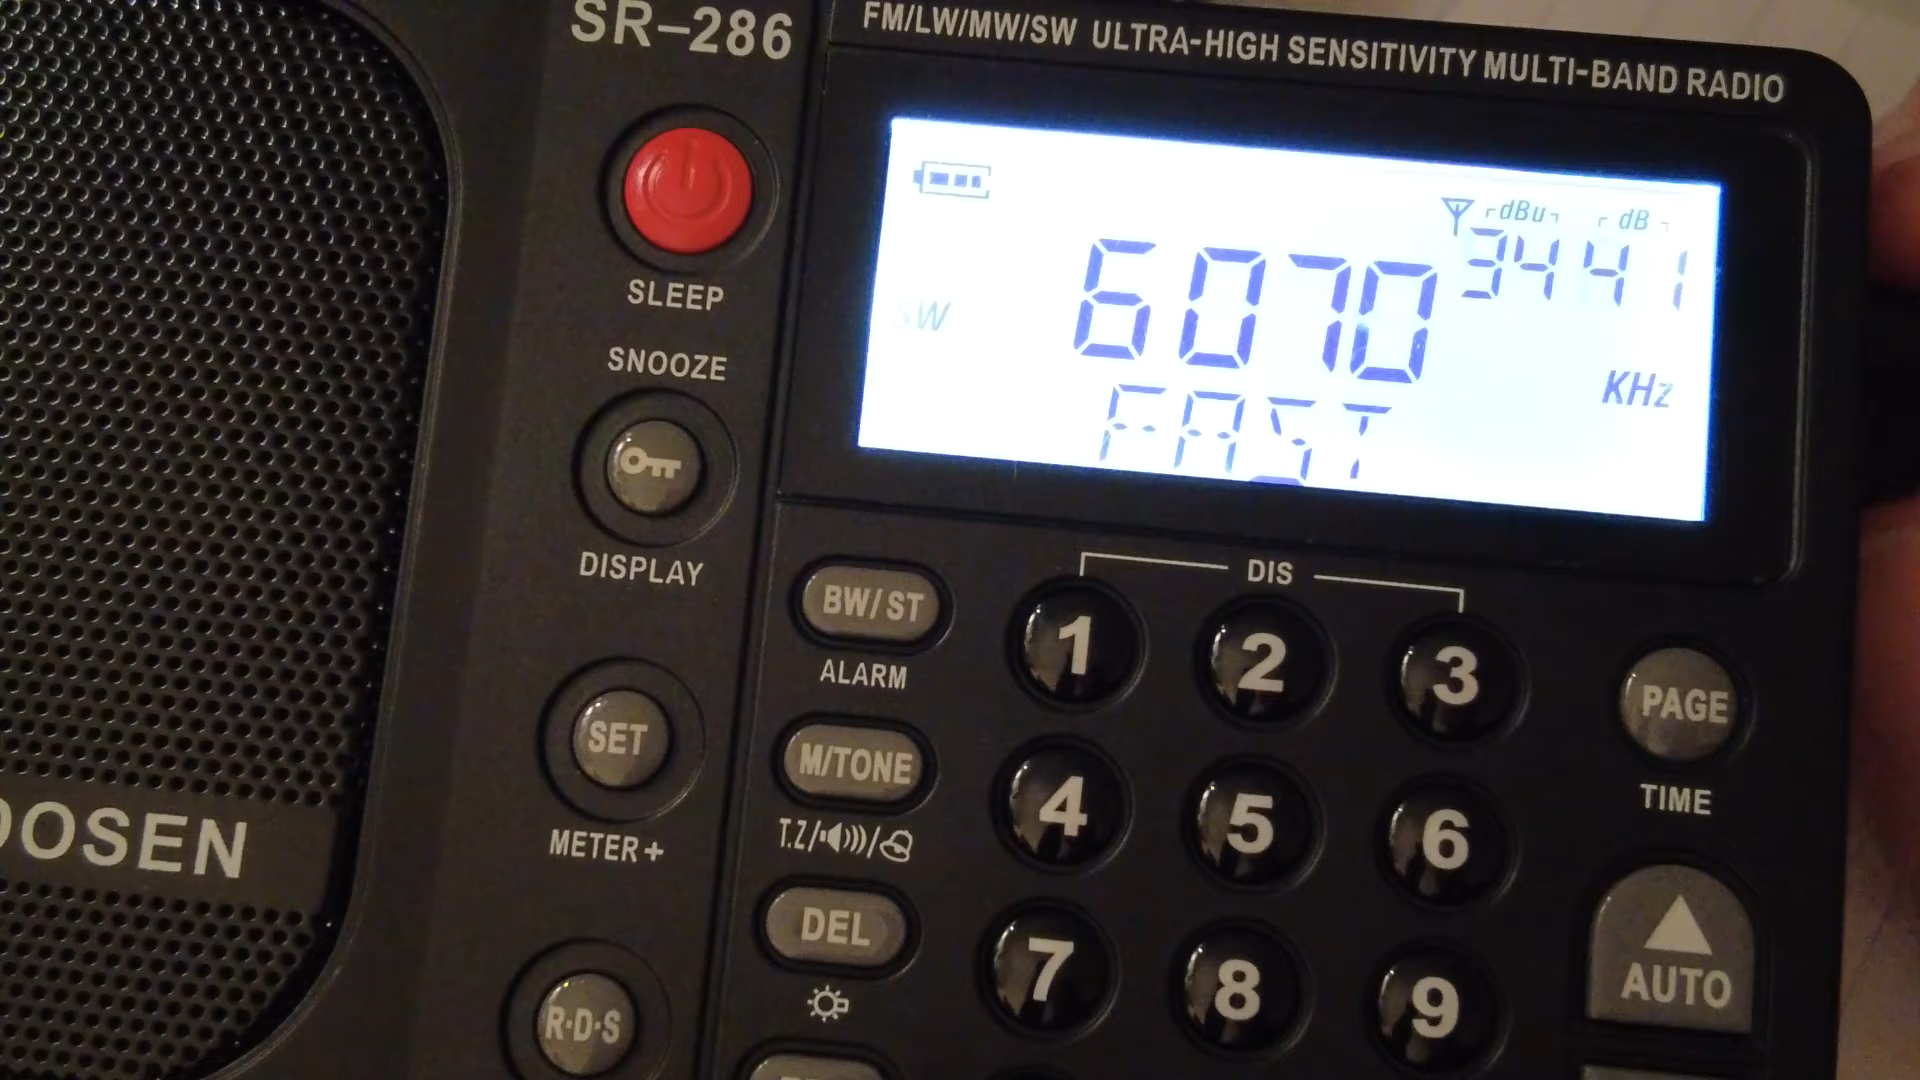 SR-286
FM/LW/MW/SW ULTRA-HIGH SENSITIVITY MULTI-BAND RADIO
dBu dB
34 41
SW 6070 KHz
FAST
SLEEP
SNOOZE
DISPLAY
SET
METER+
R·D·S
OOSEN
BW/ST
ALARM
M/TONE
T.Z/
DEL
DIS
1 2 3
4 5 6
7 8 9
PAGE
TIME
AUTO